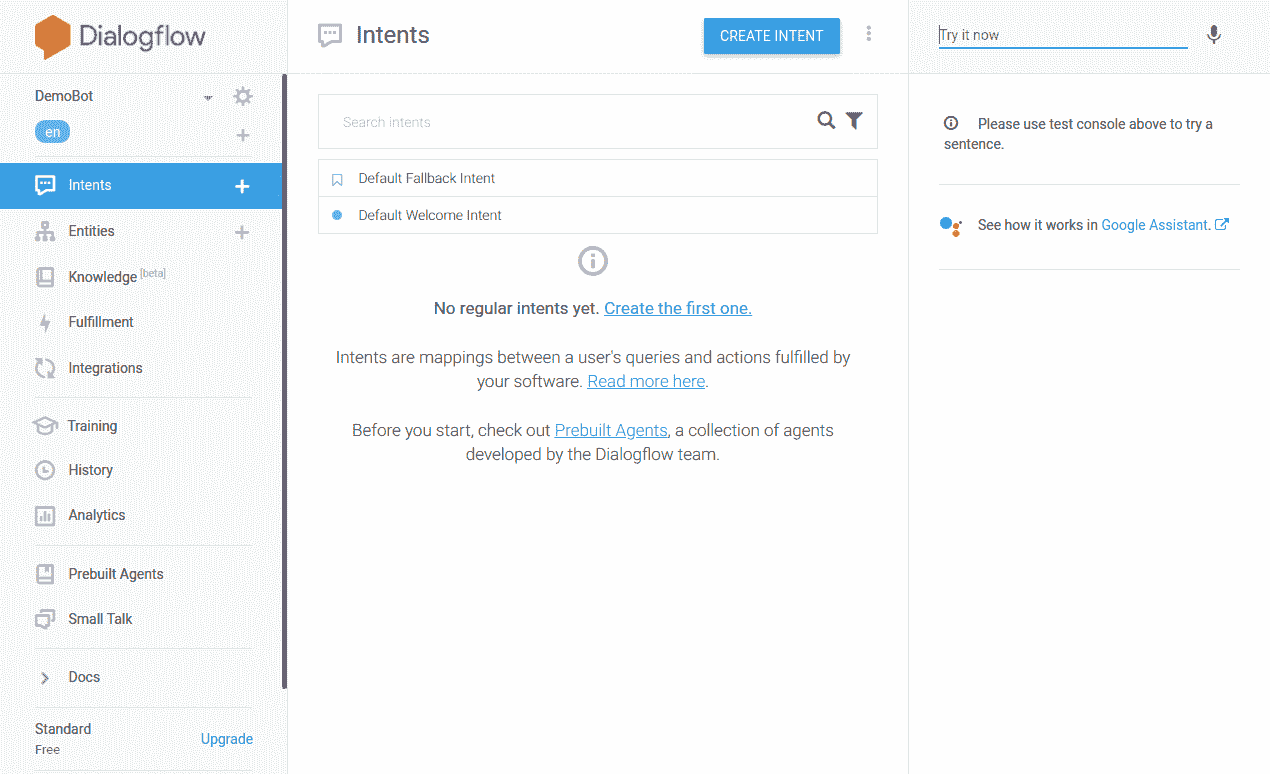 Dialogflow
DemoBot
en
Intents
Entities
Knowledge [beta]
Fulfillment
Integrations
Training
History
Analytics
Prebuilt Agents
Small Talk
Docs
Standard
Free
Upgrade
Intents
CREATE INTENT
Search intents
Default Fallback Intent
Default Welcome Intent
No regular intents yet. Create the first one.
Intents are mappings between a user's queries and actions fulfilled by
your software. Read more here.
Before you start, check out Prebuilt Agents, a collection of agents
developed by the Dialogflow team.
Try it now
Please use test console above to try a
sentence.
See how it works in Google Assistant.